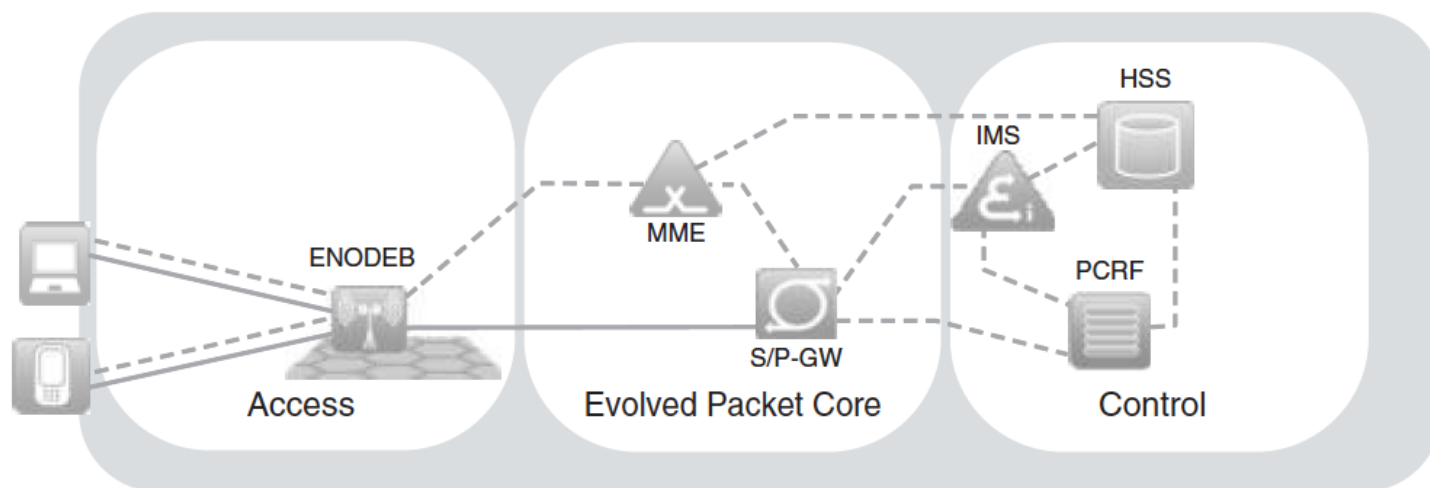 HSS
IMS
MME
ENODEB
PCRF
S/P-GW
Access
Evolved Packet Core
Control